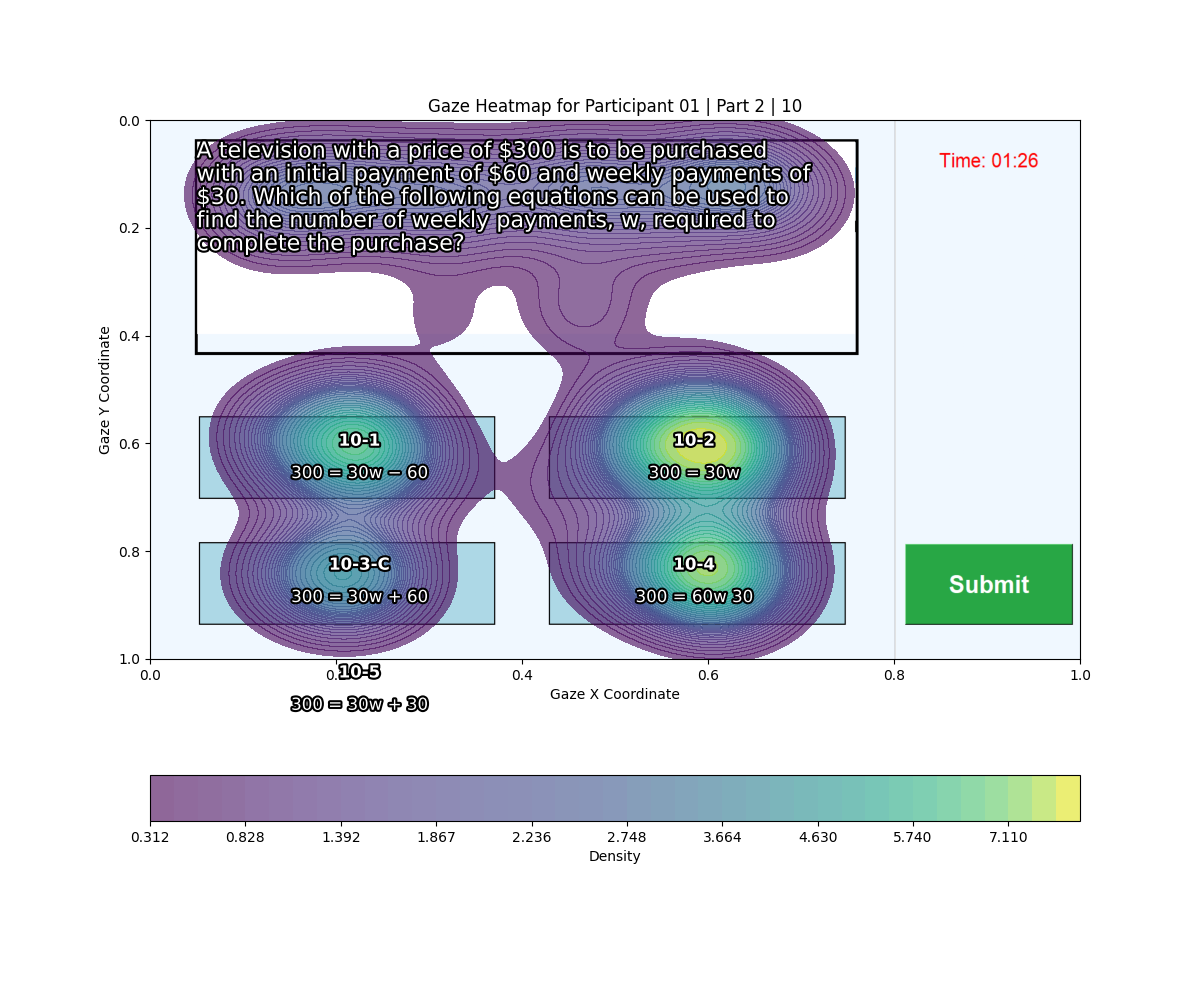 Gaze Heatmap for Participant 01 | Part 2 | 10
A television with a price of $300 is to be purchased
with an initial payment of $60 and weekly payments of
$30. Which of the following equations can be used to
find the number of weekly payments, w, required to
complete the purchase?
Time: 01:26
0.0
0.2
0.4
0.6
0.8
1.0
Gaze Y Coordinate
10-1
300 = 30w − 60
10-2
300 = 30w
10-3-C
300 = 30w + 60
10-4
300 = 60w 30
Submit
10-5
300 = 30w + 30
0.0 0.2 0.4 0.6 0.8 1.0
Gaze X Coordinate
0.312 0.828 1.392 1.867 2.236 2.748 3.664 4.630 5.740 7.110
Density